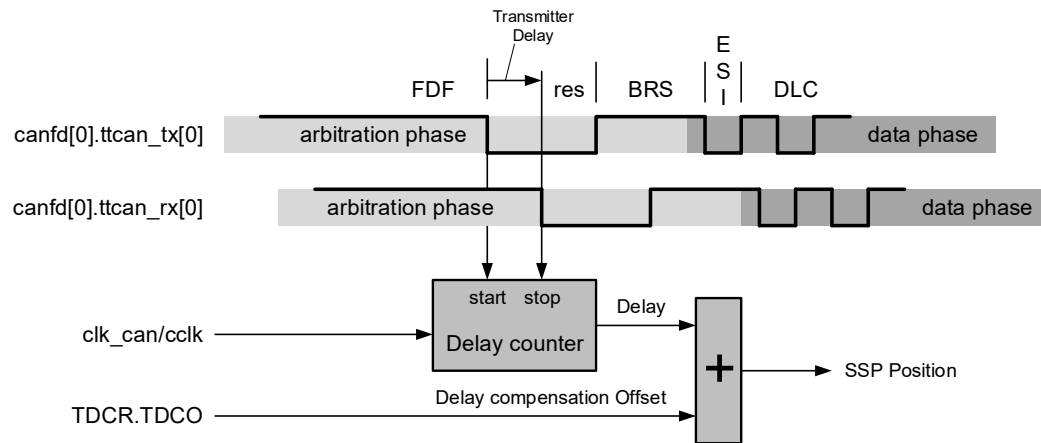 Transmitter
Delay
E
S
I
FDF
res
BRS
DLC
canfd[0].ttcan_tx[0]
arbitration phase
data phase
canfd[0].ttcan_rx[0]
arbitration phase
data phase
start
stop
Delay counter
clk_can/cclk
Delay
+
SSP Position
TDCR.TDCO
Delay compensation Offset